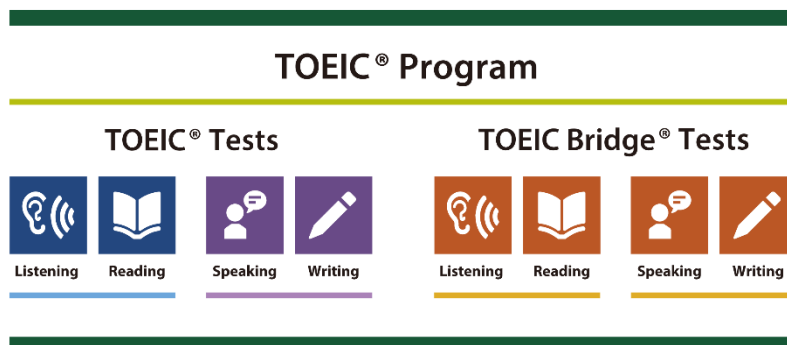 TOEIC® Program
TOEIC® Tests
Listening Reading Speaking Writing
TOEIC Bridge® Tests
Listening Reading Speaking Writing